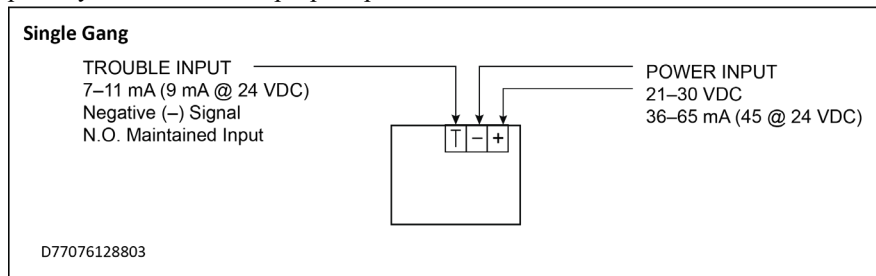 Single Gang
TROUBLE INPUT
7–11 mA (9 mA @ 24 VDC)
Negative (–) Signal
N.O. Maintained Input
POWER INPUT
21–30 VDC
36–65 mA (45 @ 24 VDC)
T – +
D77076128803